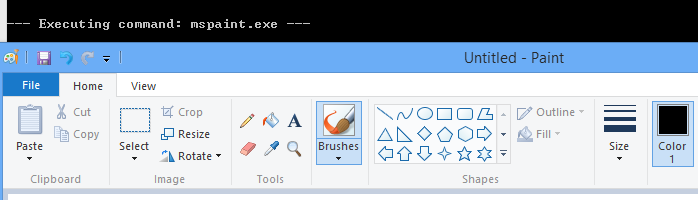 --- Executing command: mspaint.exe ---
Untitled - Paint
File Home View
Paste Cut Copy Clipboard
Select Crop Resize Rotate Image
A Tools
Brushes
Outline Fill Shapes
Size
Color 1